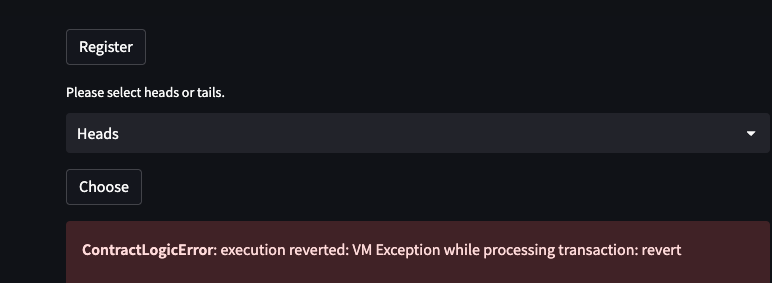 Register
Please select heads or tails.
Heads
Choose
ContractLogicError: execution reverted: VM Exception while processing transaction: revert